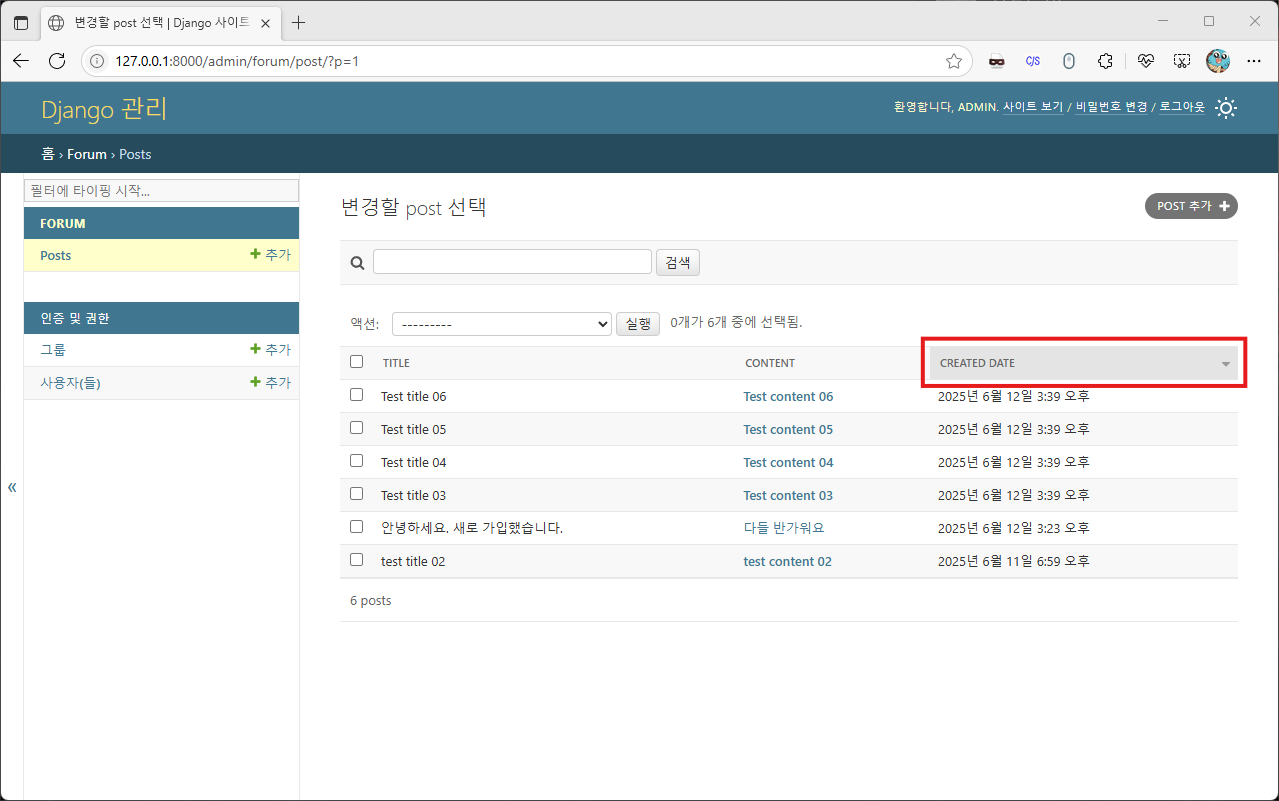 변경할 post 선택 | Django 사이트
127.0.0.1:8000/admin/forum/post/?p=1
C/S
Django 관리
환영합니다, ADMIN. 사이트 보기 / 비밀번호 변경 / 로그아웃
홈 › Forum › Posts
필터에 타이핑 시작...
FORUM
Posts
추가
인증 및 권한
그룹
추가
사용자(들)
추가
«
변경할 post 선택
POST 추가
검색
액션:
---------
실행
0개가 6개 중에 선택됨.
TITLE CONTENT CREATED DATE
Test title 06 Test content 06 2025년 6월 12일 3:39 오후
Test title 05 Test content 05 2025년 6월 12일 3:39 오후
Test title 04 Test content 04 2025년 6월 12일 3:39 오후
Test title 03 Test content 03 2025년 6월 12일 3:39 오후
안녕하세요. 새로 가입했습니다. 다들 반가워요 2025년 6월 12일 3:23 오후
test title 02 test content 02 2025년 6월 11일 6:59 오후
6 posts